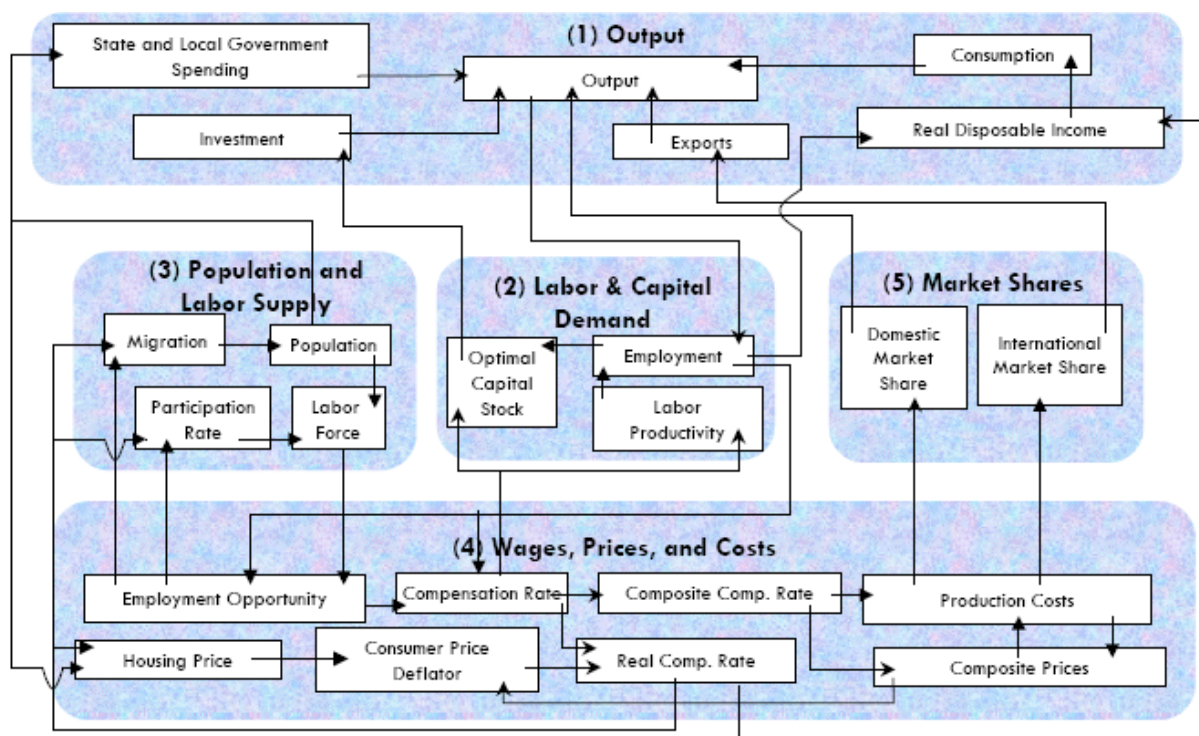 (1) Output
State and Local Government
Spending
Output
Consumption
Investment
Exports
Real Disposable Income
(3) Population and
Labor Supply
Migration
Population
Participation
Rate
Labor
Force
(2) Labor & Capital
Demand
Optimal
Capital
Stock
Employment
Labor
Productivity
(5) Market Shares
Domestic
Market
Share
International
Market Share
(4) Wages, Prices, and Costs
Employment Opportunity
Compensation Rate
Composite Comp. Rate
Production Costs
Housing Price
Consumer Price
Deflator
Real Comp. Rate
Composite Prices